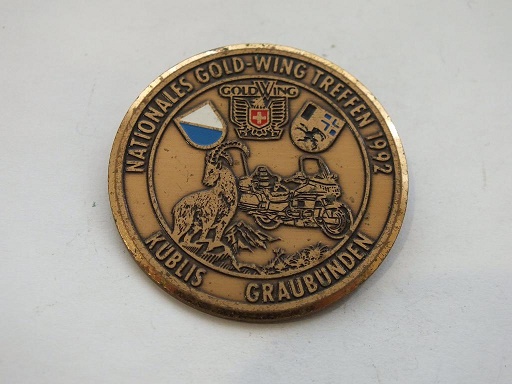 NATIONALES GOLD-WING TREFFEN 1992
GOLD WING
KUBLIS GRAUBÜNDEN